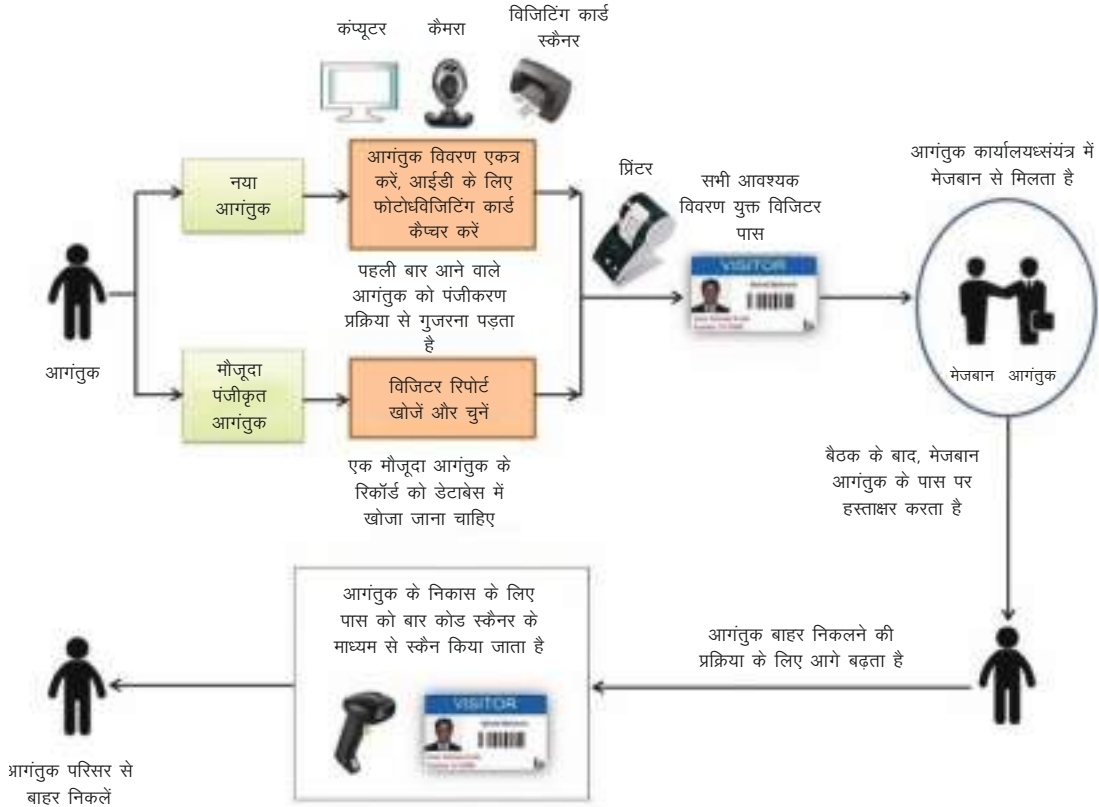 कंप्यूटर
कैमरा
विजिटिंग कार्ड
स्कैनर
नया
आगंतुक
आगंतुक विवरण एकत्र
करें, आईडी के लिए
फोटोध्विजिटिंग कार्ड
कैप्चर करें
पहली बार आने वाले
आगंतुक को पंजीकरण
प्रक्रिया से गुजरना पड़ता
है
आगंतुक
मौजूदा
पंजीकृत
आगंतुक
विजिटर रिपोर्ट
खोजें और चुनें
एक मौजूदा आगंतुक के
रिकॉर्ड को डेटाबेस में
खोजा जाना चाहिए
प्रिंटर
सभी आवश्यक
विवरण युक्त विजिटर
पास
VISITOR
आगंतुक कार्यालयध्संयंत्र में
मेजबान से मिलता है
मेजबान आगंतुक
बैठक के बाद, मेजबान
आगंतुक के पास पर
हस्ताक्षर करता है
आगंतुक बाहर निकलने की
प्रक्रिया के लिए आगे बढ़ता है
आगंतुक के निकास के लिए
पास को बार कोड स्कैनर के
माध्यम से स्कैन किया जाता है
VISITOR
आगंतुक परिसर से
बाहर निकलें